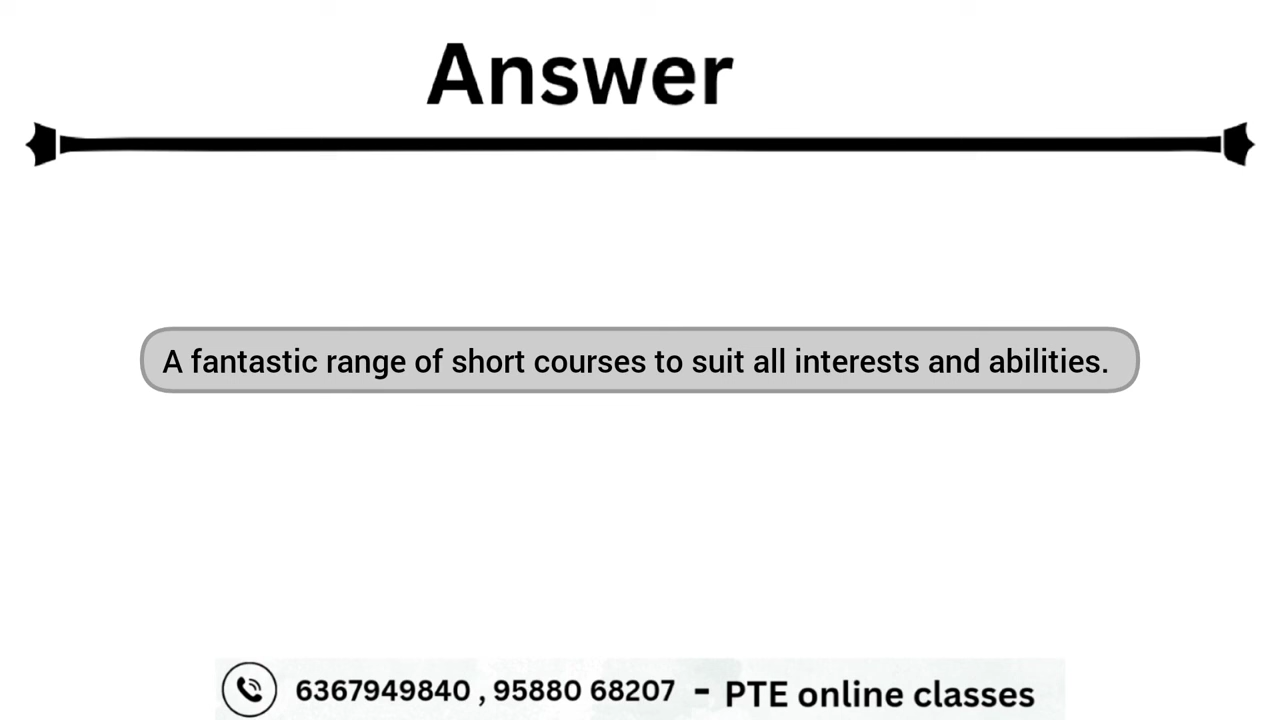 Answer
A fantastic range of short courses to suit all interests and abilities.
6367949840 , 95880 68207 - PTE online classes